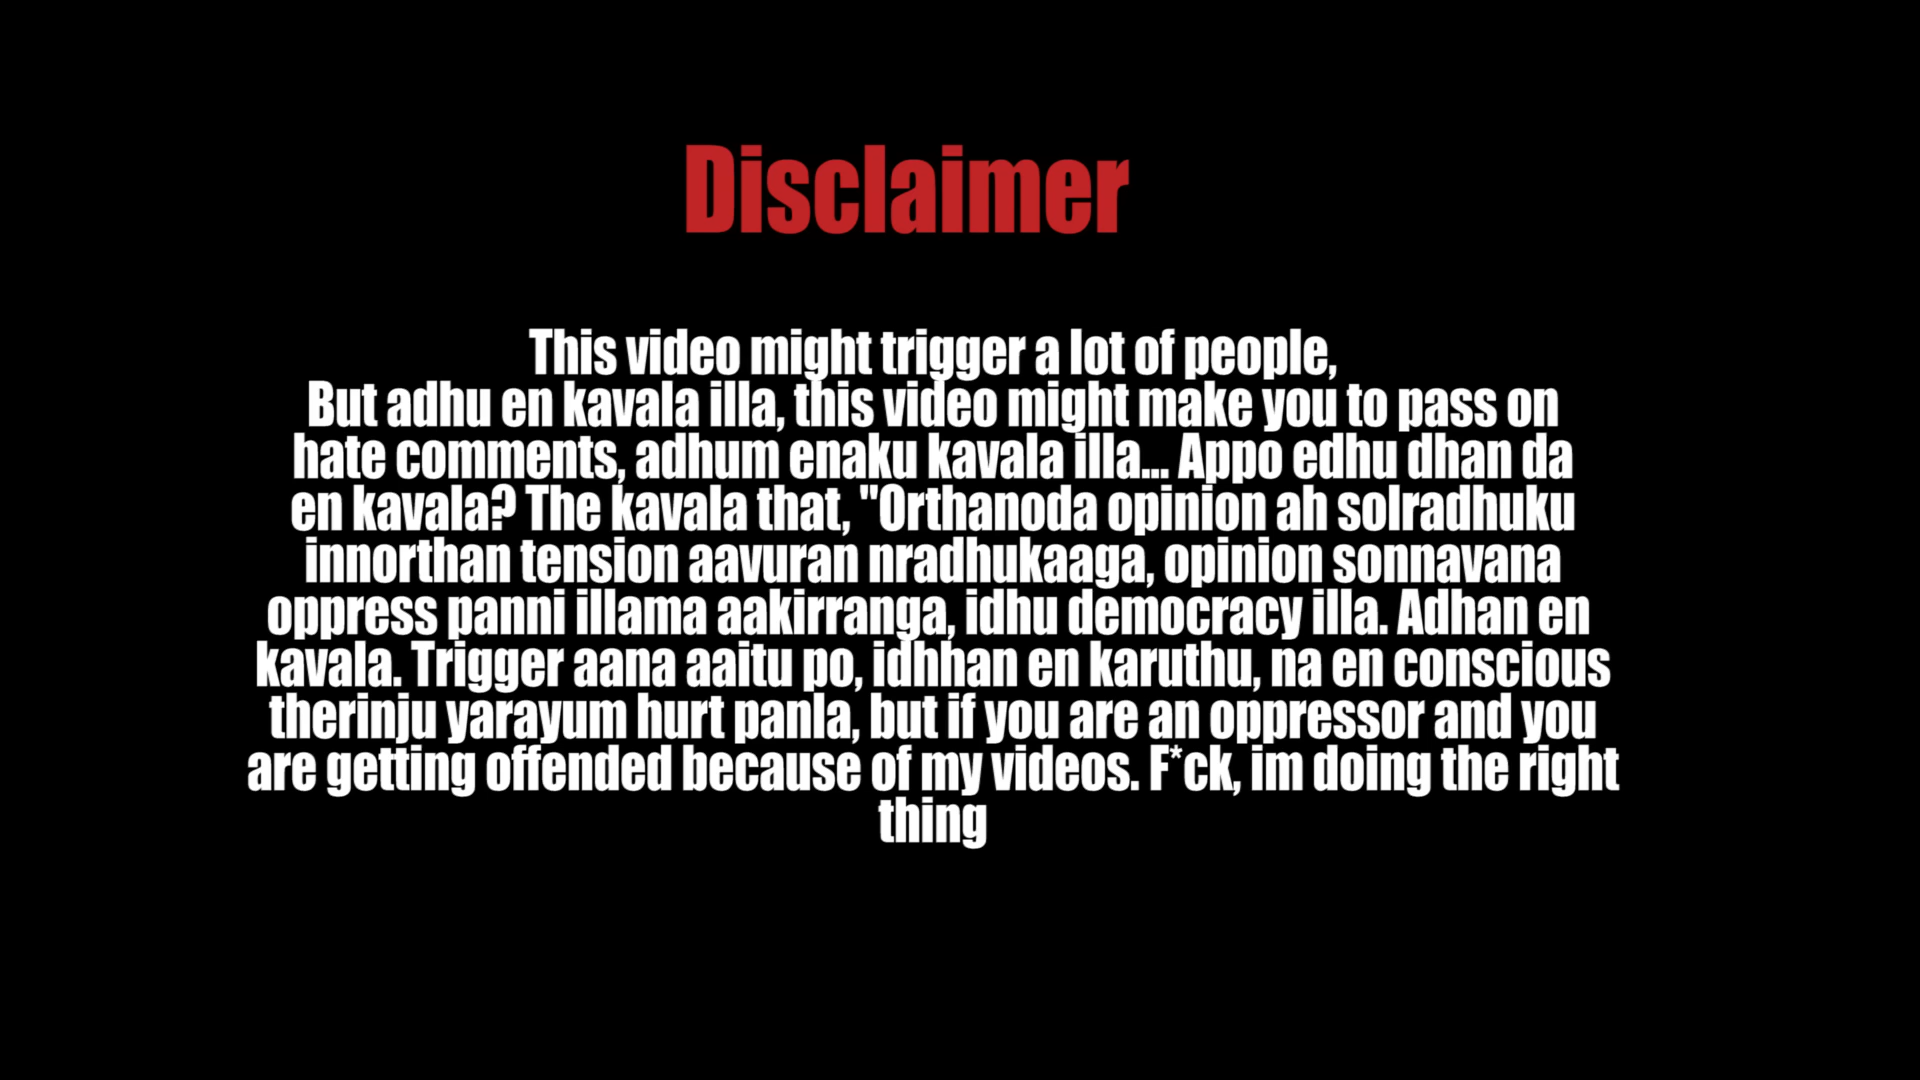 Disclaimer
This video might trigger a lot of people,
But adhu en kavala illa, this video might make you to pass on
hate comments, adhum enaku kavala illa... Appo edhu dhan da
en kavala? The kavala that, "Orthanoda opinion ah solradhuku
innorthan tension aavuran nradhukaaga, opinion sonnavana
oppress panni illama aakirranga, idhu democracy illa. Adhan en
kavala. Trigger aana aaitu po, idhhan en karuthu, na en conscious
therinju yarayum hurt panla, but if you are an oppressor and you
are getting offended because of my videos. F*ck, im doing the right
thing